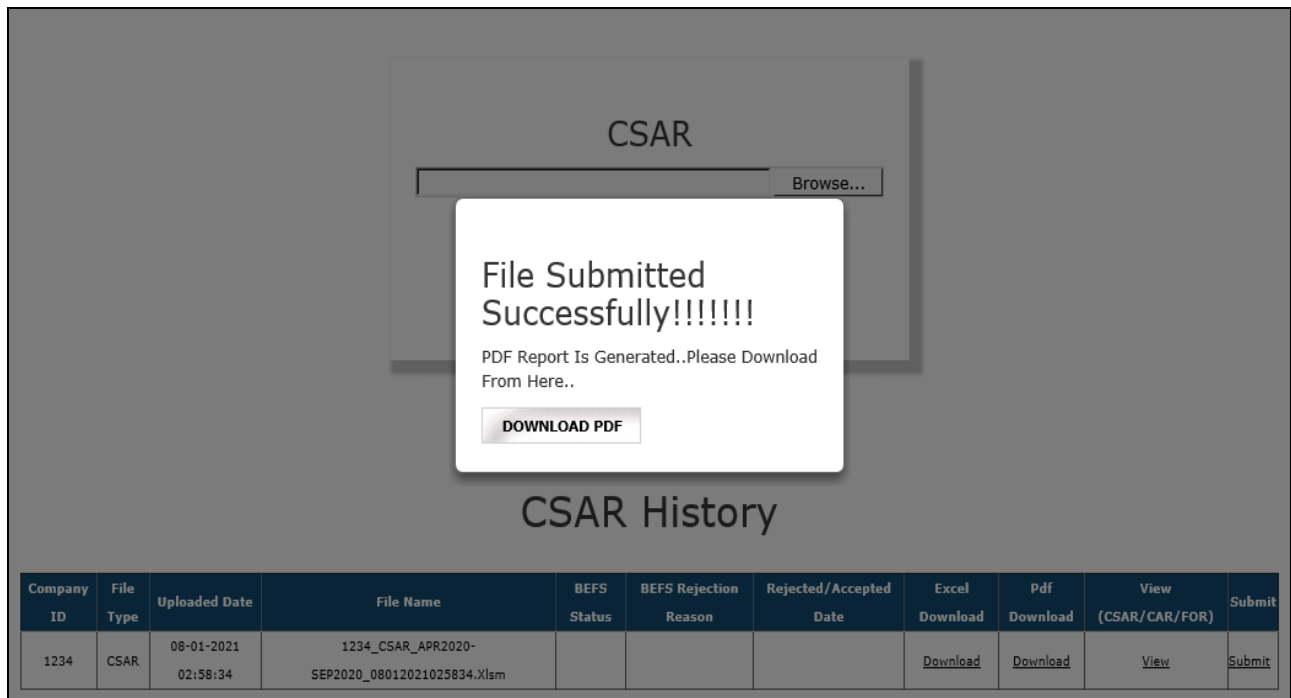 CSAR
Browse...
File Submitted
Successfully!!!!!!!
PDF Report Is Generated..Please Download
From Here..
DOWNLOAD PDF
CSAR History
Company ID File Type Uploaded Date File Name BEFS Status BEFS Rejection Reason Rejected/Accepted Date Excel Download Pdf Download View (CSAR/CAR/FOR) Submit
1234 CSAR 08-01-2021 02:58:34 1234_CSAR_APR2020-SEP2020_08012021025834.Xlsm Download Download View Submit